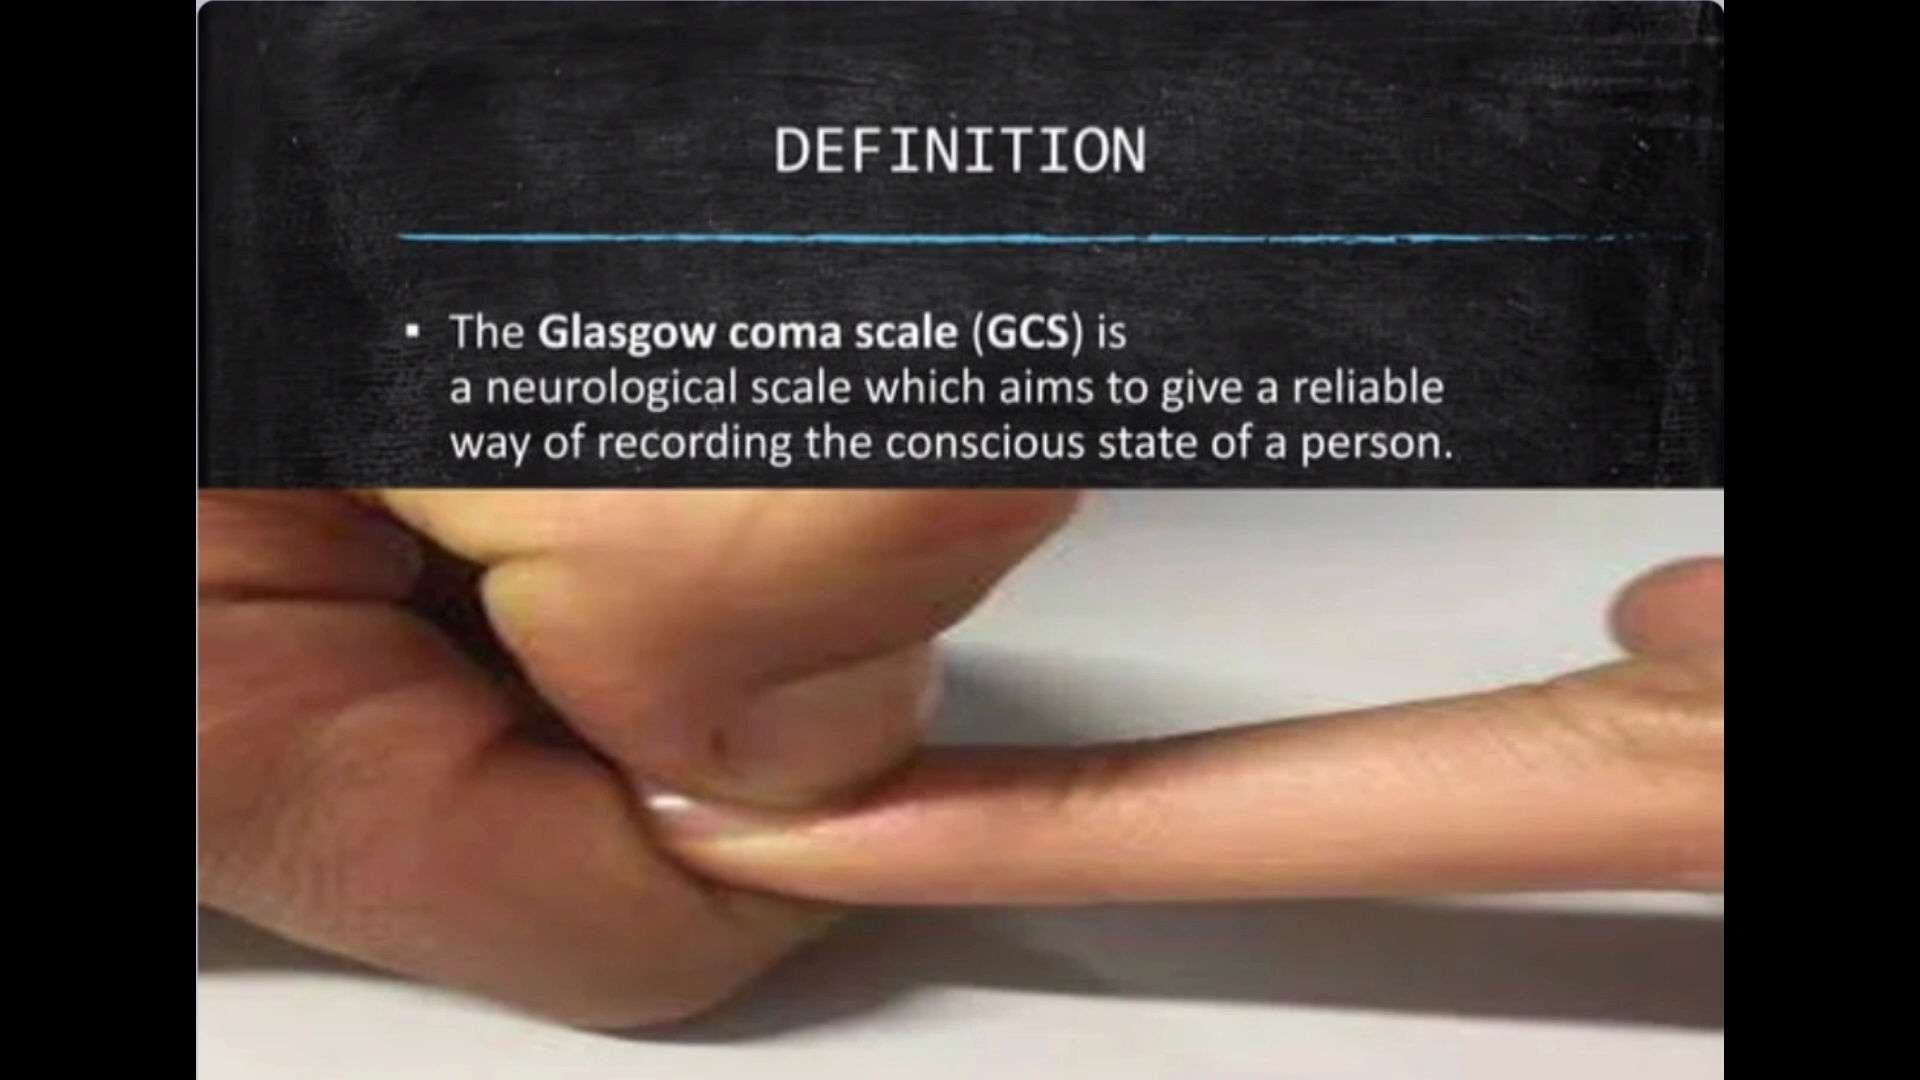 DEFINITION
▪ The Glasgow coma scale (GCS) is
a neurological scale which aims to give a reliable
way of recording the conscious state of a person.